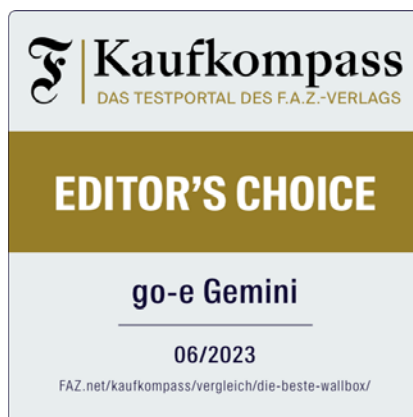 F Kaufkompass
DAS TESTPORTAL DES F.A.Z.-VERLAGS
EDITOR'S CHOICE
go-e Gemini
06/2023
FAZ.net/kaufkompass/vergleich/die-beste-wallbox/